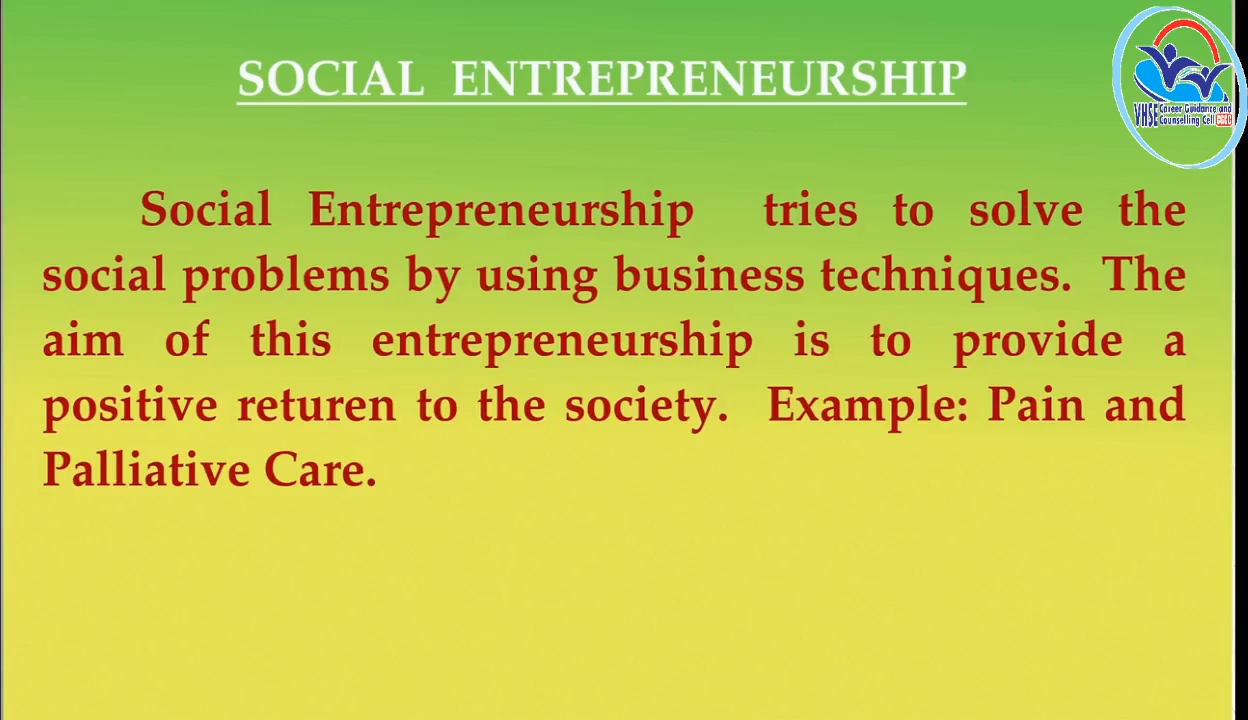 SOCIAL ENTREPRENEURSHIP
VHSE Career Guidance and
Counselling Cell CGCC
Social Entrepreneurship tries to solve the
social problems by using business techniques. The
aim of this entrepreneurship is to provide a
positive returen to the society. Example: Pain and
Palliative Care.